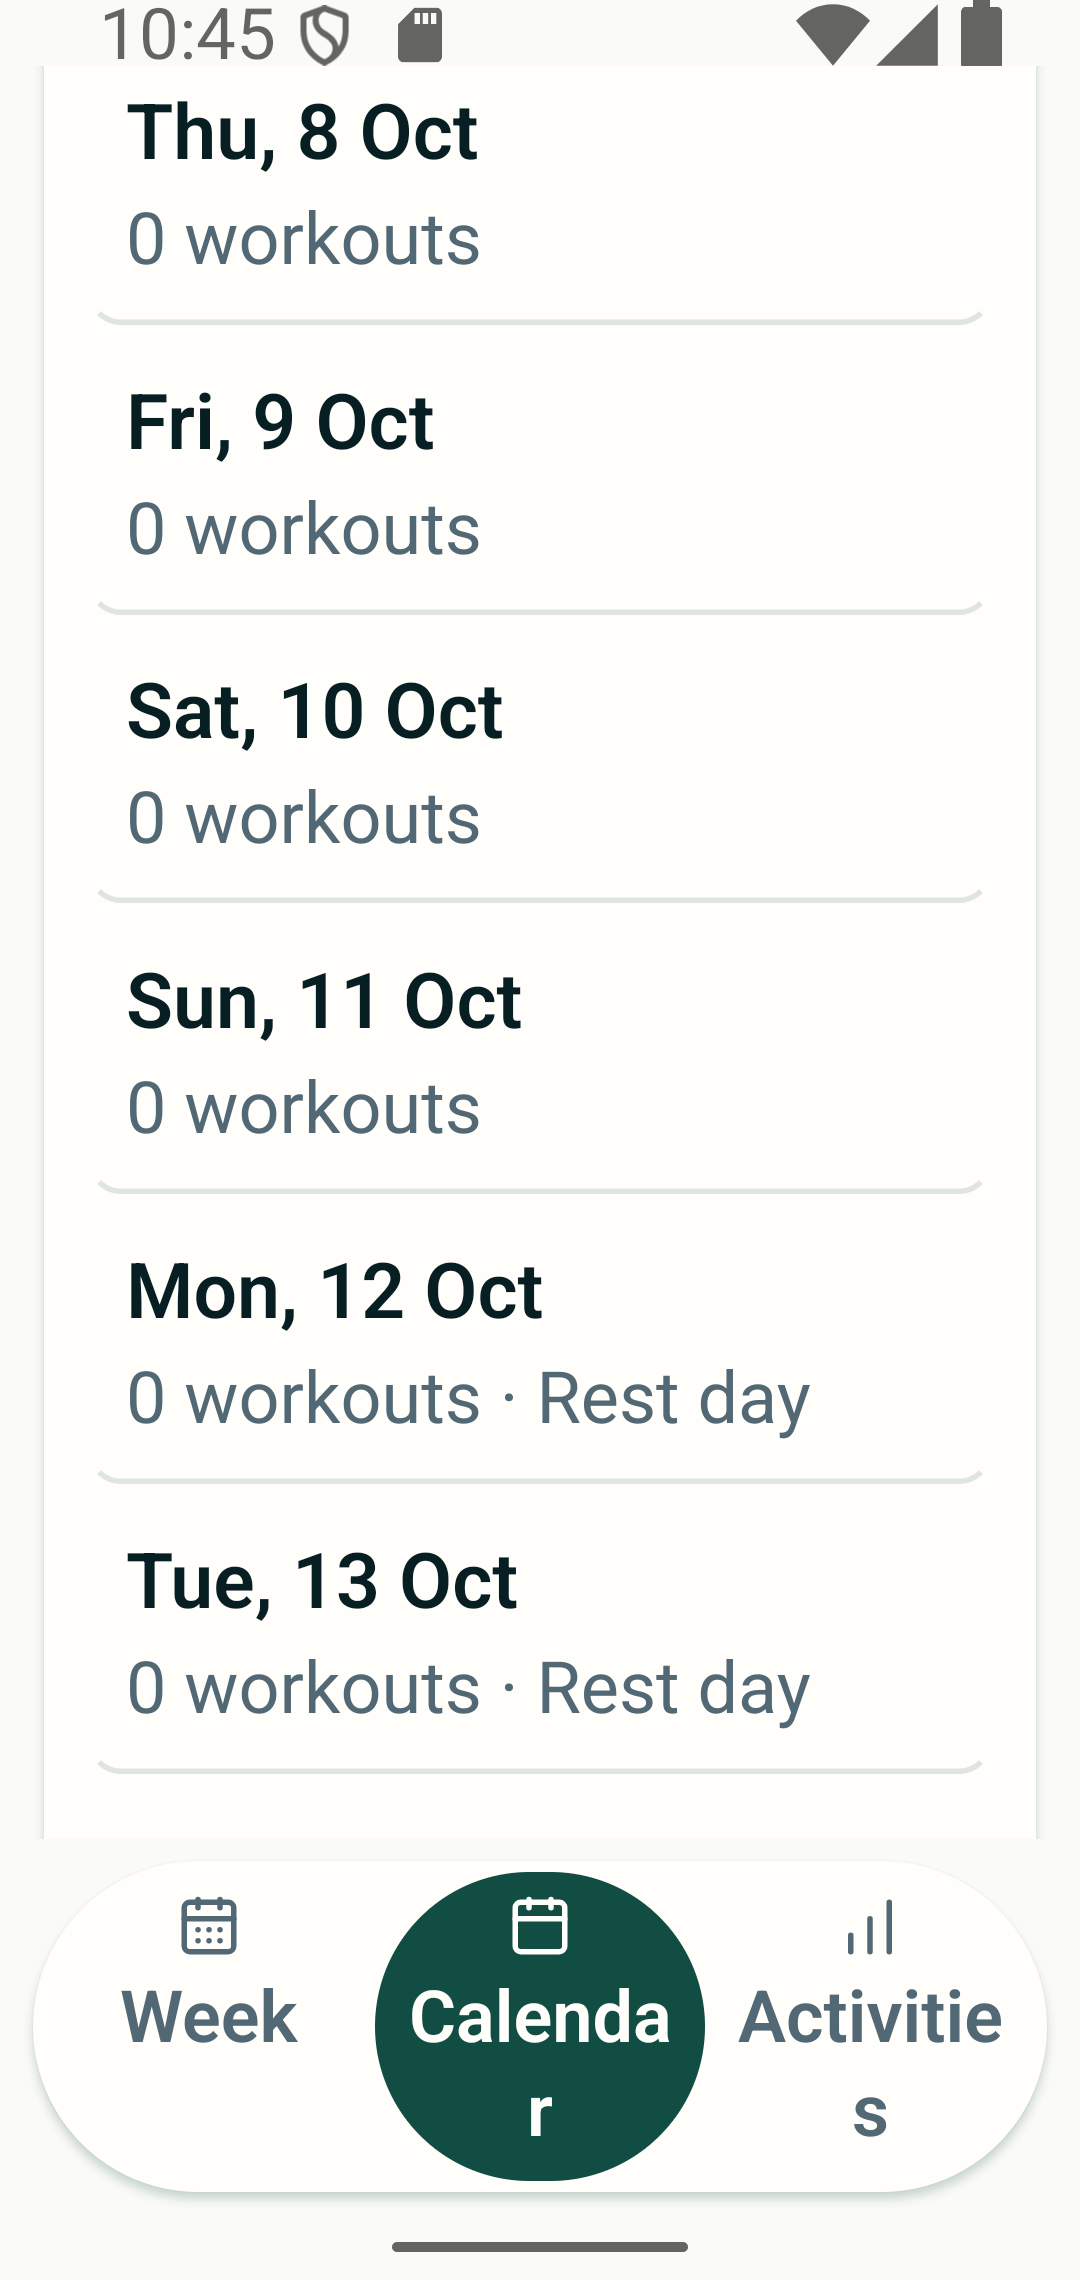 10:45
Thu, 8 Oct
0 workouts
Fri, 9 Oct
0 workouts
Sat, 10 Oct
0 workouts
Sun, 11 Oct
0 workouts
Mon, 12 Oct
0 workouts · Rest day
Tue, 13 Oct
0 workouts · Rest day
Week
Calenda
r
Activitie
s